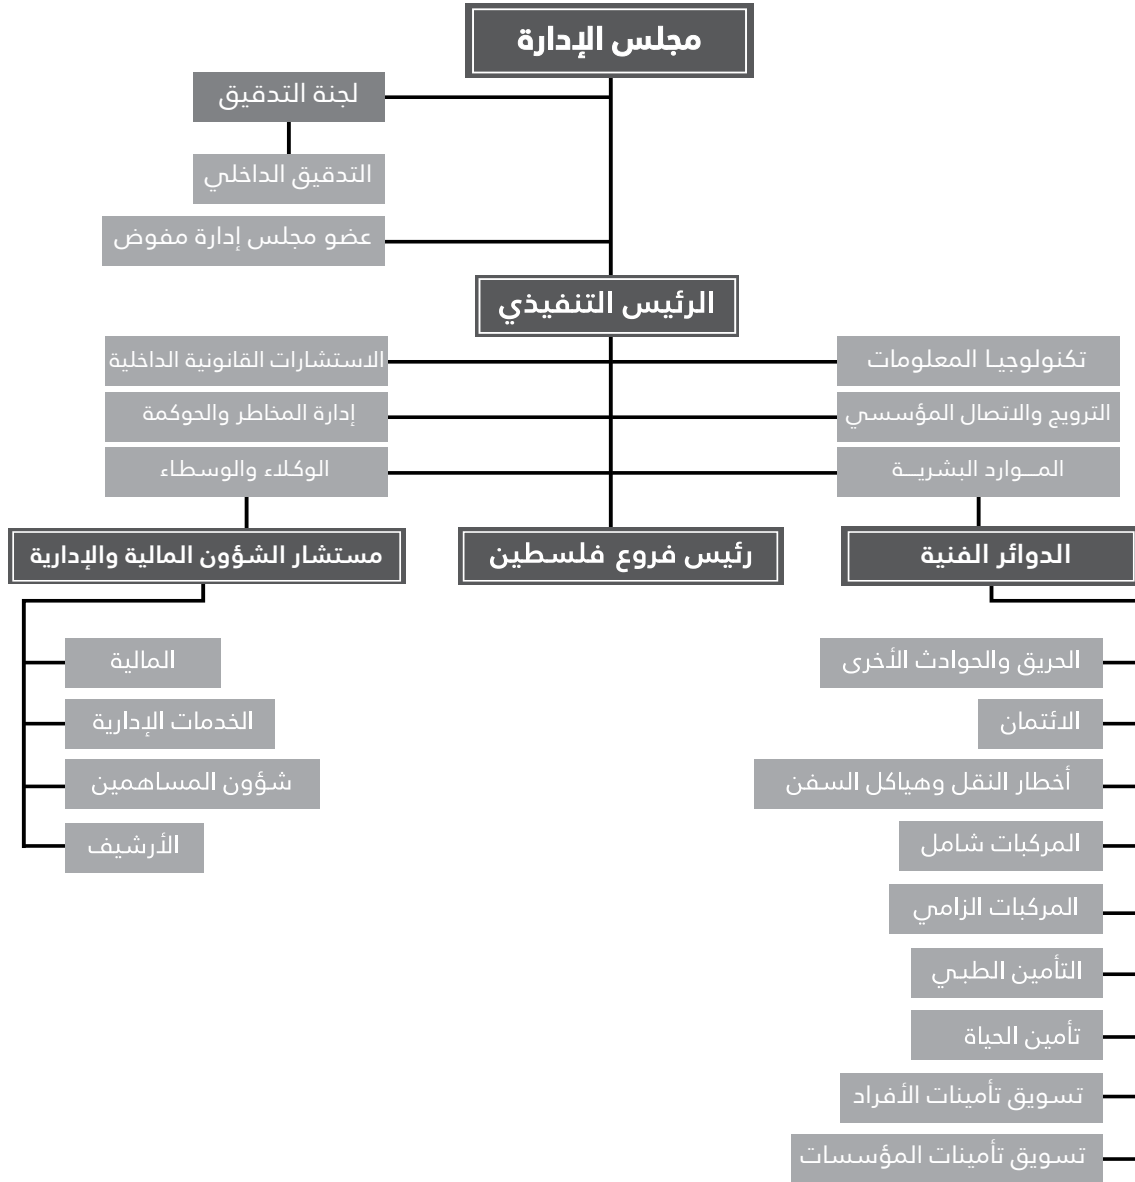 مجلس الإدارة
لجنة التدقيق
التدقيق الداخلي
عضو مجلس إدارة مفوض
الرئيس التنفيذي
تكنولوجيا المعلومات
الاستشارات القانونية الداخلية
الترويج والاتصال المؤسسي
إدارة المخاطر والحوكمة
المـــوارد البشريـــة
الوكلاء والوسطاء
الدوائر الفنية
رئيس فروع فلسطين
مستشار الشؤون المالية والإدارية
الحريق والحوادث الأخرى
الائتمان
أخطار النقل وهياكل السفن
المركبات شامل
المركبات الزامي
التأمين الطبي
تأمين الحياة
تسويق تأمينات الأفراد
تسويق تأمينات المؤسسات
المالية
الخدمات الإدارية
شؤون المساهمين
الأرشيف